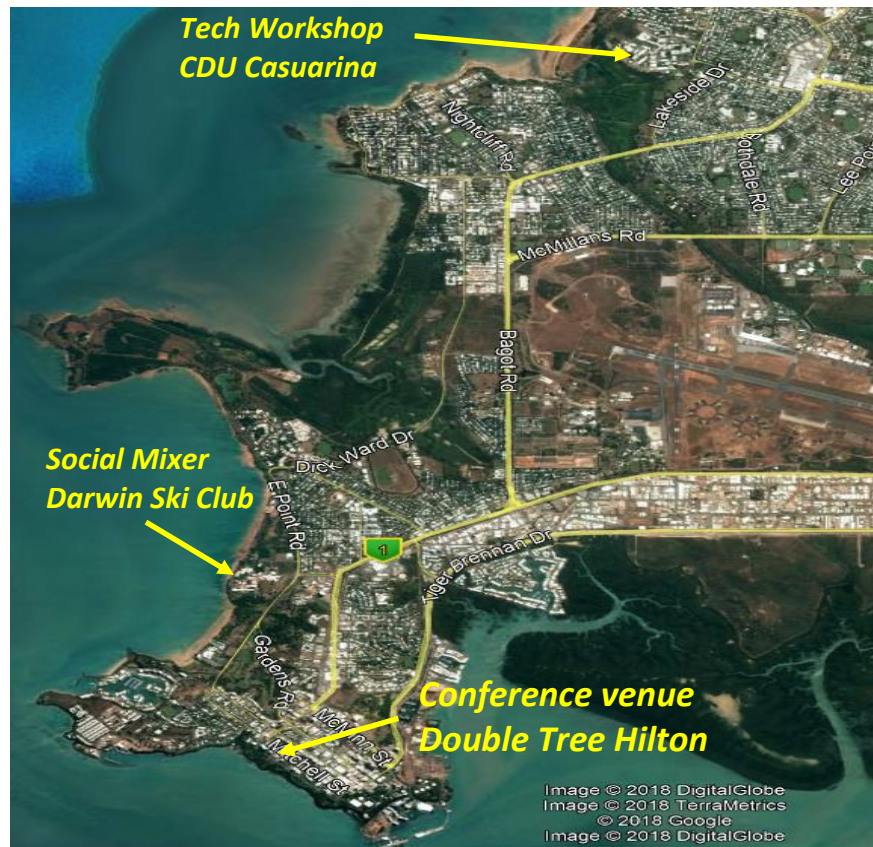 Tech Workshop
CDU Casuarina
Nightcliff Rd
Lakeside Dr
Rothdale Rd
McMillans Rd
Bagot Rd
Dick Ward Dr
Social Mixer
Darwin Ski Club
E Point Rd
1
Tiger Brennan Dr
Gardens Rd
McMinn St
Mitchell St
Conference venue
Double Tree Hilton
Image © 2018 DigitalGlobe
Image © 2018 TerraMetrics
© 2018 Google
Image © 2018 DigitalGlobe